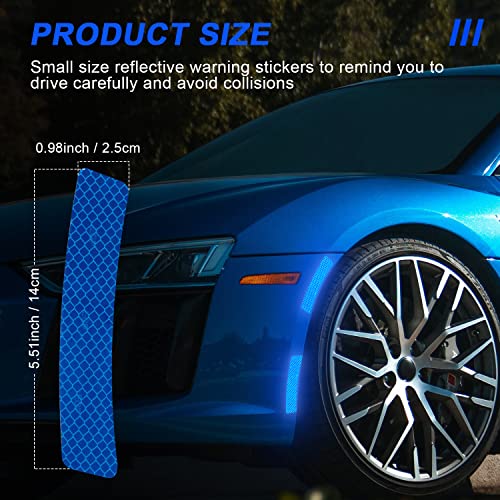 PRODUCT SIZE
Small size reflective warning stickers to remind you to
drive carefully and avoid collisions
0.98inch / 2.5cm
5.51inch / 14cm